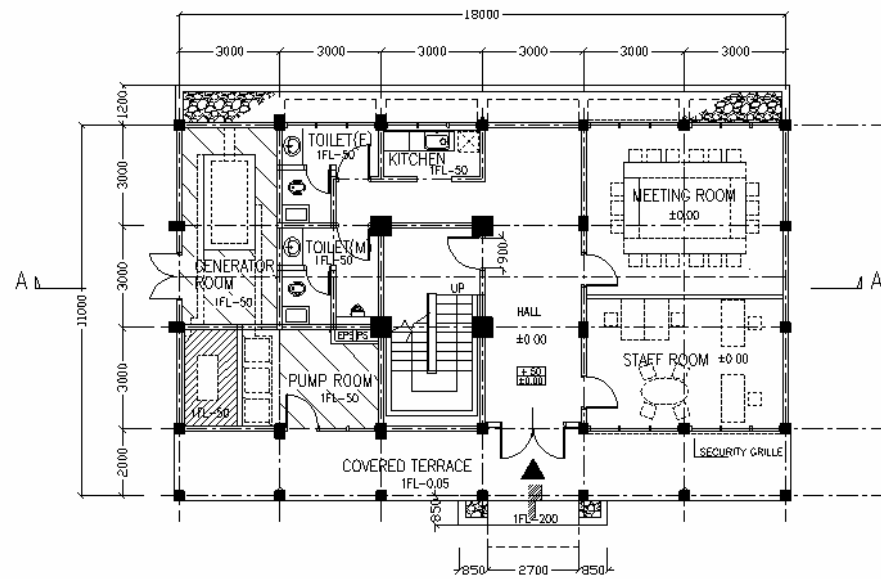 18000
3000
3000
3000
3000
3000
3000
1200
TOILET(F)
1FL-50
KITCHEN
1FL-50
3000
MEETING ROOM
±0.00
TOILET(M)
1FL-50
900
GENERATOR
ROOM
1FL-50
3000
A
A
11000
UP
HALL
±0.00
EPS
PS
STAFF ROOM
±0.00
3000
PUMP ROOM
1FL-50
+50
±0.00
1FL-50
SECURITY GRILLE
2000
COVERED TERRACE
1FL-0.05
850
1FL-200
850
2700
850